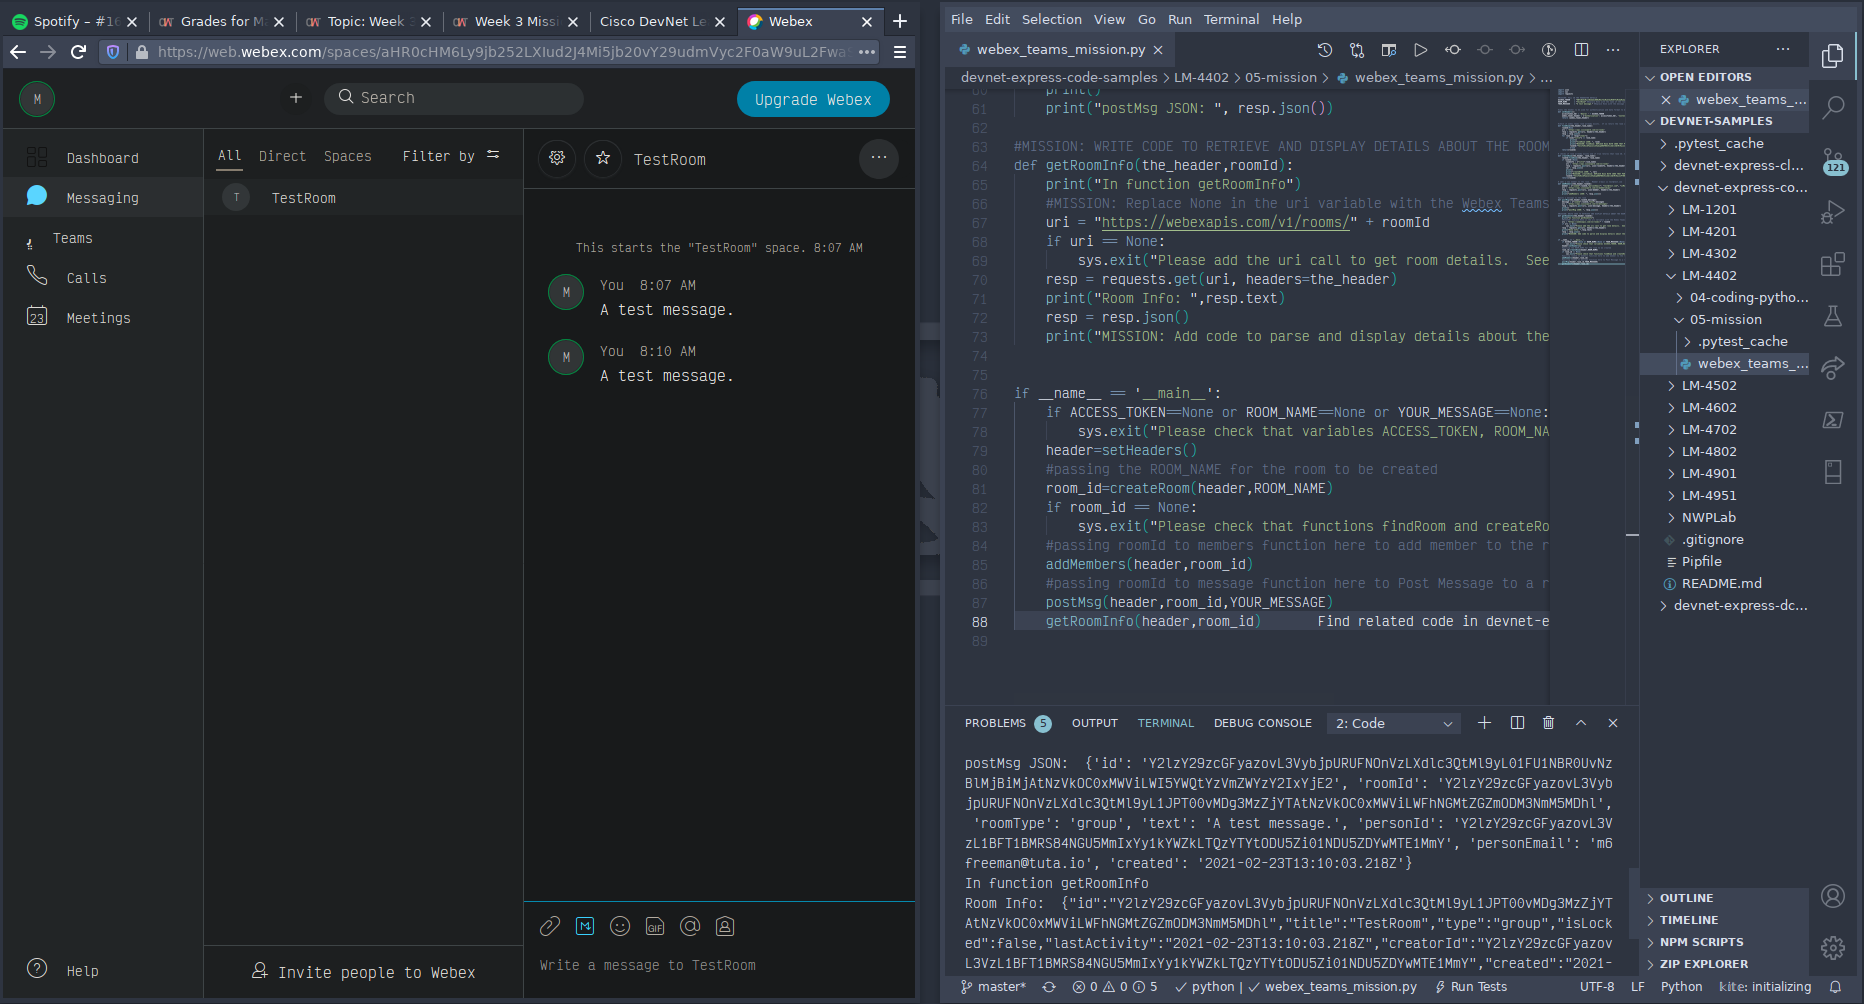 Spotify – #16
Grades for M
Topic: Week 3
Week 3 Missi
Cisco DevNet Le
Webex
M
Search
Upgrade Webex
Dashboard
Messaging
Teams
Calls
23
Meetings
Help
All
Direct
Spaces
Filter by
T
TestRoom
Invite people to Webex
TestRoom
This starts the "TestRoom" space. 8:07 AM
M
You 8:07 AM
A test message.
M
You 8:10 AM
A test message.
GIF
Write a message to TestRoom
File Edit Selection View Go Run Terminal Help
webex_teams_mission.py
devnet-express-code-samples > LM-4402 > 05-mission > webex_teams_mission.py > ...
60 print()
61 print("postMsg JSON: ", resp.json())
62
63 #MISSION: WRITE CODE TO RETRIEVE AND DISPLAY DETAILS ABOUT THE ROOM
64 def getRoomInfo(the_header,roomId):
65 print("In function getRoomInfo")
66 #MISSION: Replace None in the uri variable with the Webex Teams
67 uri = "https://webexapis.com/v1/rooms/" + roomId
68 if uri == None:
69 sys.exit("Please add the uri call to get room details.  See
70 resp = requests.get(uri, headers=the_header)
71 print("Room Info: ",resp.text)
72 resp = resp.json()
73 print("MISSION: Add code to parse and display details about the
74
75
76 if __name__ == '__main__':
77 if ACCESS_TOKEN==None or ROOM_NAME==None or YOUR_MESSAGE==None:
78 sys.exit("Please check that variables ACCESS_TOKEN, ROOM_NA
79 header=setHeaders()
80 #passing the ROOM_NAME for the room to be created
81 room_id=createRoom(header,ROOM_NAME)
82 if room_id == None:
83 sys.exit("Please check that functions findRoom and createRo
84 #passing roomId to members function here to add member to the r
85 addMembers(header,room_id)
86 #passing roomId to message function here to Post Message to a r
87 postMsg(header,room_id,YOUR_MESSAGE)
88 getRoomInfo(header,room_id) Find related code in devnet-e
89
PROBLEMS 5 OUTPUT TERMINAL DEBUG CONSOLE 2: Code
postMsg JSON:  {'id':
'roomId':
'roomType': 'group', 'text': 'A test message.', 'personId':
'personEmail': 'm6
freeman@tuta.io', 'created': '2021-02-23T13:10:03.218Z'}
In function getRoomInfo
Room Info:  {"id":
"title":"TestRoom","type":"group","isLock
ed":false,"lastActivity":"2021-02-23T13:10:03.218Z","creatorId":
"created":"2021-
EXPLORER
OPEN EDITORS
webex_teams_...
DEVNET-SAMPLES
.pytest_cache
devnet-express-cl...
devnet-express-co...
LM-1201
LM-4201
LM-4302
LM-4402
04-coding-pytho...
05-mission
.pytest_cache
webex_teams_...
LM-4502
LM-4602
LM-4702
LM-4802
LM-4901
LM-4951
NWPLab
.gitignore
Pipfile
README.md
devnet-express-dc...
OUTLINE
TIMELINE
NPM SCRIPTS
ZIP EXPLORER
121
master* 0 0 5 python | webex_teams_mission.py Run Tests UTF-8 LF Python kite: initializing